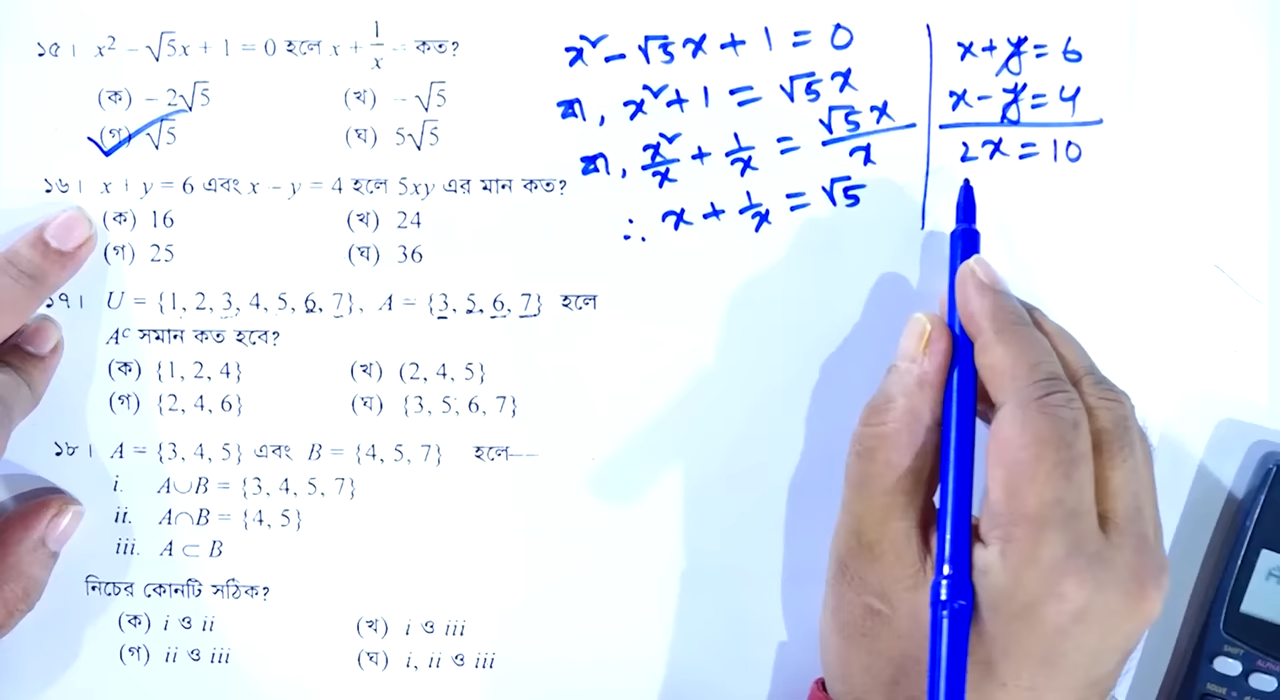 ১৫। x² − √5x + 1 = 0 হলে x + 1/x = কত?
(ক) − 2√5 (খ) − √5
(গ) √5 (ঘ) 5√5
১৬। x + y = 6 এবং x − y = 4 হলে 5xy এর মান কত?
(ক) 16 (খ) 24
(গ) 25 (ঘ) 36
১৭। U = {1, 2, 3, 4, 5, 6, 7}, A = {3, 5, 6, 7} হলে
Aᶜ সমান কত হবে?
(ক) {1, 2, 4} (খ) (2, 4, 5}
(গ) {2, 4, 6} (ঘ) {3, 5, 6, 7}
১৮। A = {3, 4, 5} এবং B = {4, 5, 7} হলে—
i. A∪B = {3, 4, 5, 7}
ii. A∩B = {4, 5}
iii. A ⊂ B
নিচের কোনটি সঠিক?
(ক) i ও ii (খ) i ও iii
(গ) ii ও iii (ঘ) i, ii ও iii
x² − √5x + 1 = 0
বা, x² + 1 = √5x
বা, x²/x + 1/x = √5x/x
∴ x + 1/x = √5
x + y = 6
x − y = 4
2x = 10
SHIFT ALPHA
SOLVE =